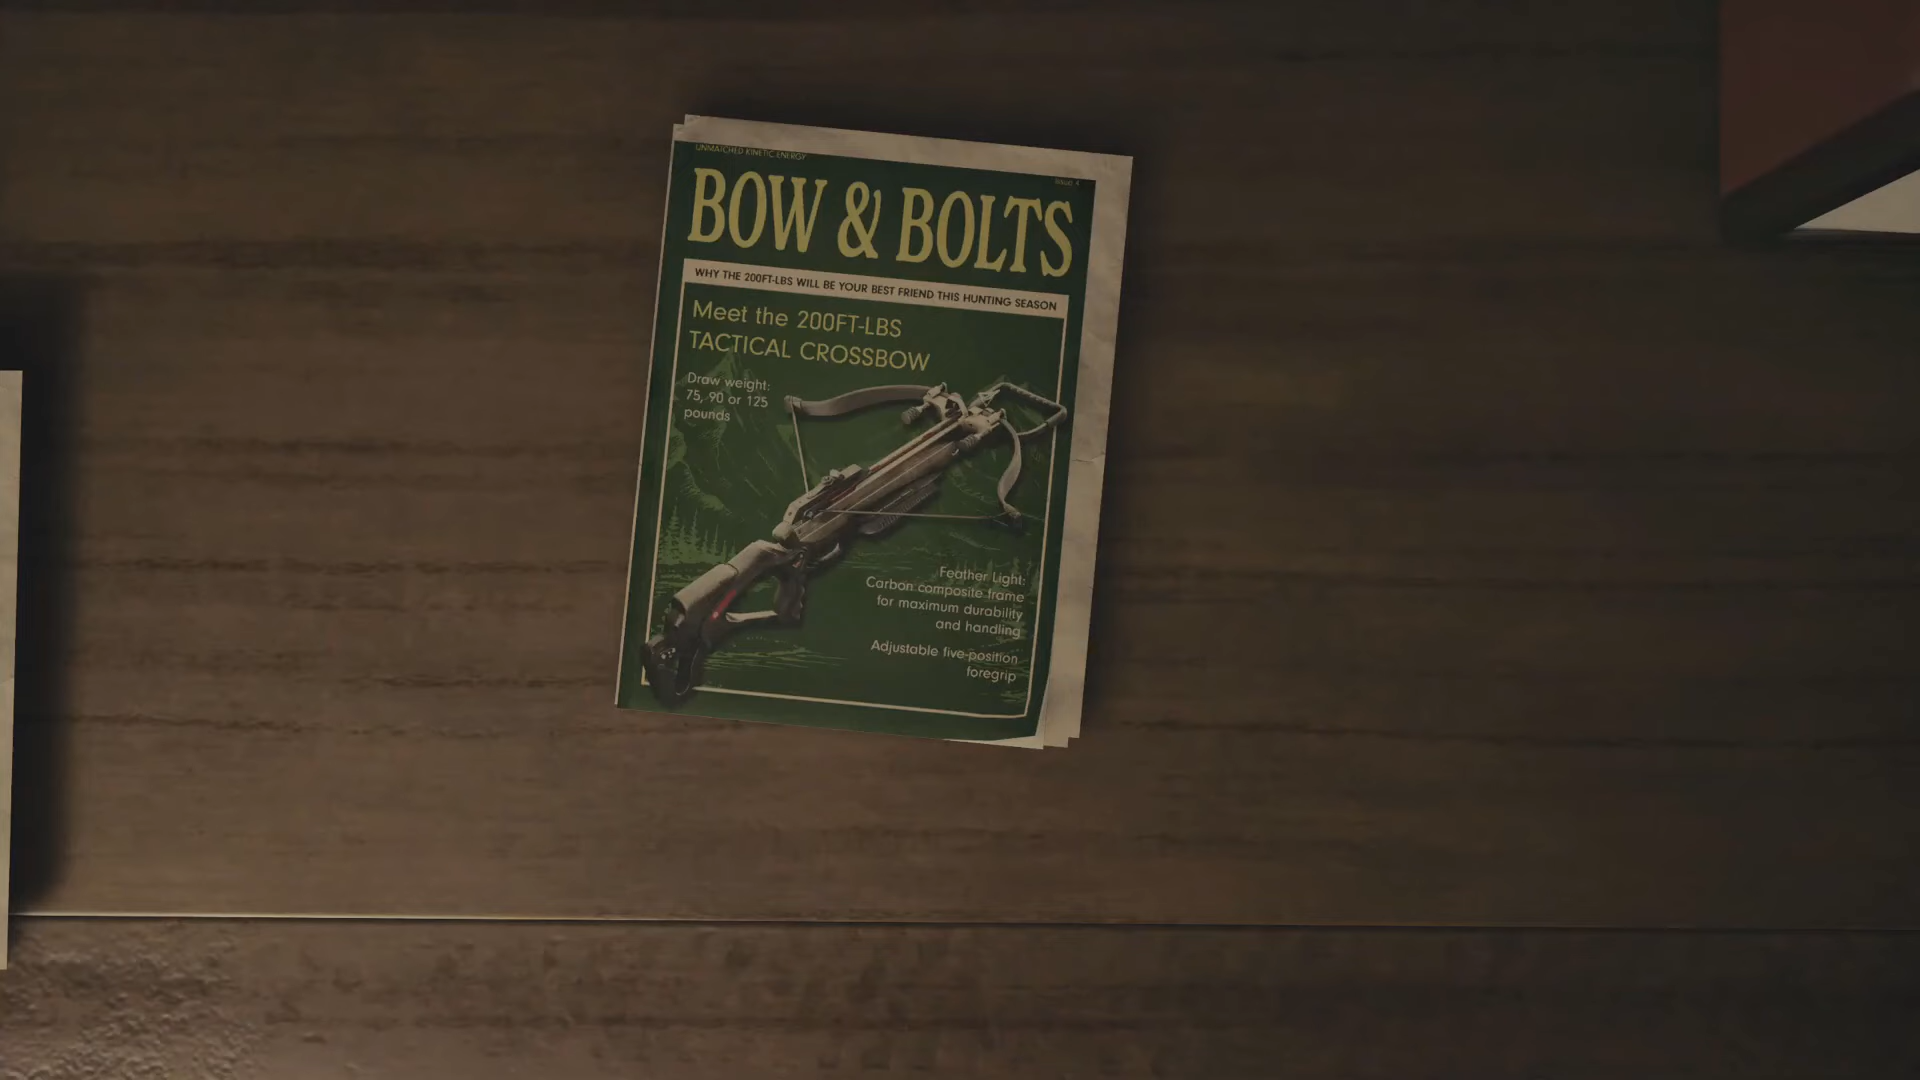 UNMATCHED KINETIC ENERGY
BOW & BOLTS
WHY THE 200FT-LBS WILL BE YOUR BEST FRIEND THIS HUNTING SEASON
Meet the 200FT-LBS
TACTICAL CROSSBOW
Draw weight:
75, 90 or 125
pounds
Feather Light:
Carbon composite frame
for maximum durability
and handling
Adjustable five-position
foregrip